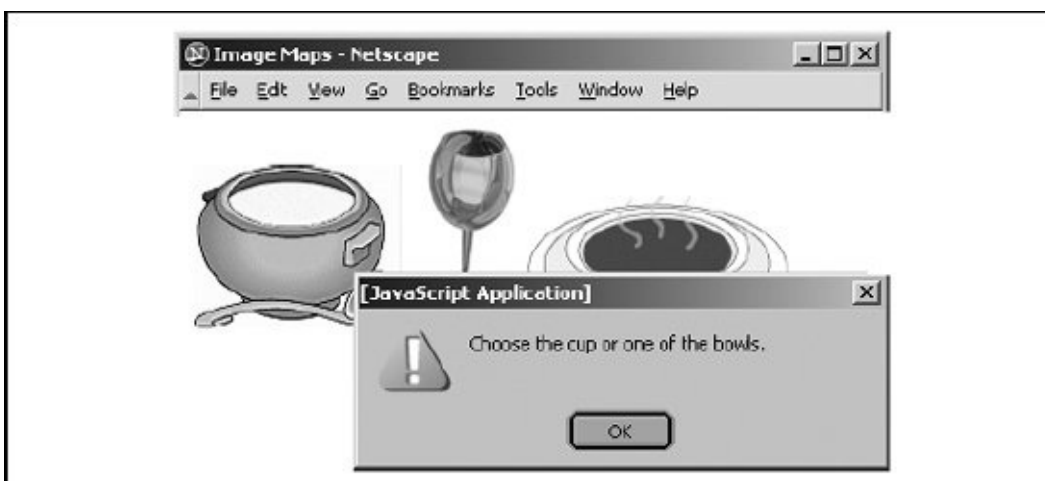 Image Maps - Netscape
File Edit View Go Bookmarks Tools Window Help
[JavaScript Application]
Choose the cup or one of the bowls.
OK